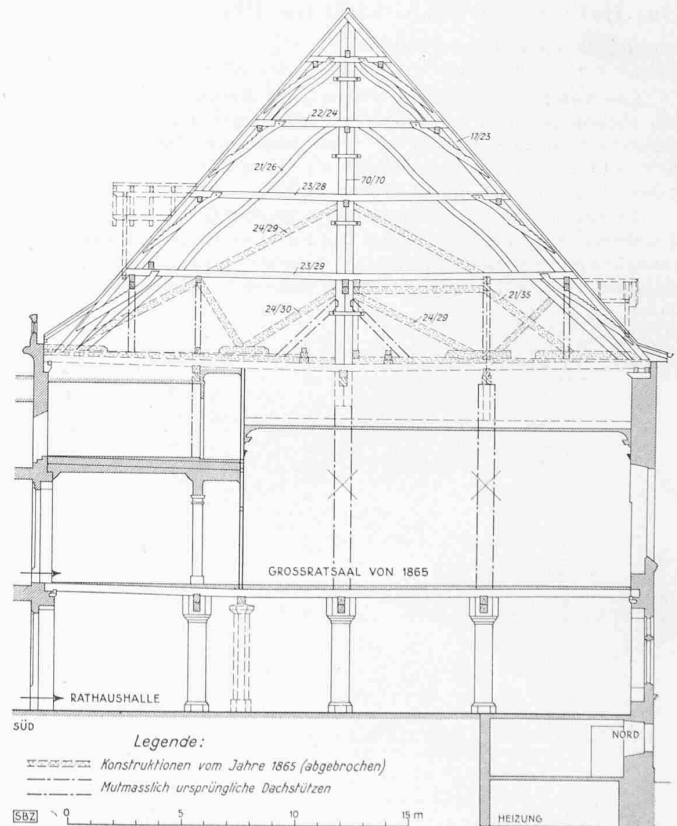 22/24
17/23
21/26
70/70
23/28
24/29
23/29
24/30
24/29
21/35
GROSSRATSAAL VON 1865
RATHAUSHALLE
SÜD
NORD
Legende:
Konstruktionen vom Jahre 1865 (abgebrochen)
Mutmasslich ursprüngliche Dachstützen
SBZ 0 5 10 15 m
HEIZUNG